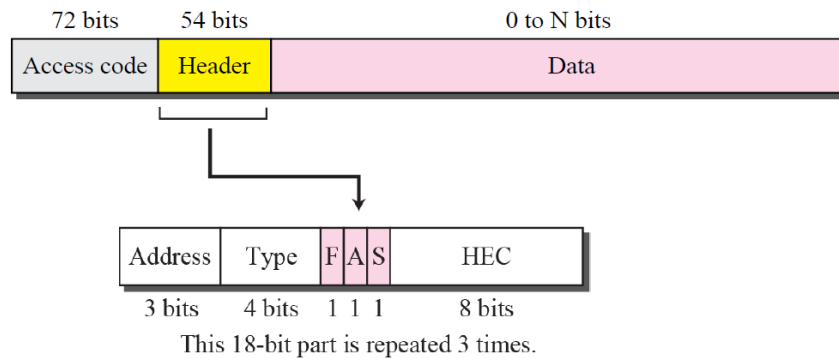 72 bits 54 bits 0 to N bits
Access code Header Data
Address Type F A S HEC
3 bits 4 bits 1 1 1 8 bits
This 18-bit part is repeated 3 times.